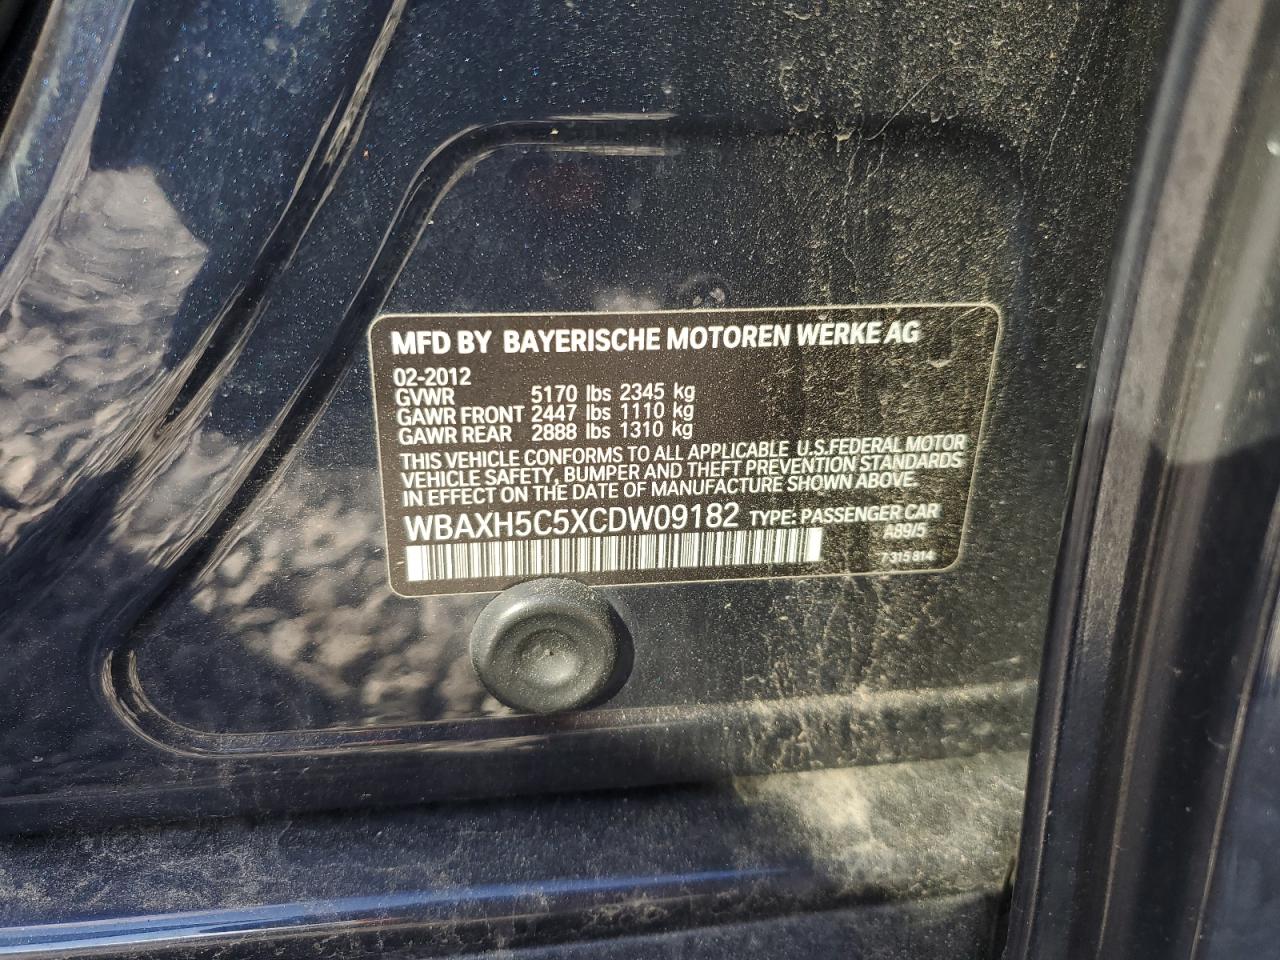 MFD BY BAYERISCHE MOTOREN WERKE AG
02-2012
GVWR 5170 lbs 2345 kg
GAWR FRONT 2447 lbs 1110 kg
GAWR REAR 2888 lbs 1310 kg
THIS VEHICLE CONFORMS TO ALL APPLICABLE U.S.FEDERAL MOTOR
VEHICLE SAFETY, BUMPER AND THEFT PREVENTION STANDARDS
IN EFFECT ON THE DATE OF MANUFACTURE SHOWN ABOVE.
WBAXH5C5XCDW09182 TYPE: PASSENGER CAR
A89/5
7 315 814